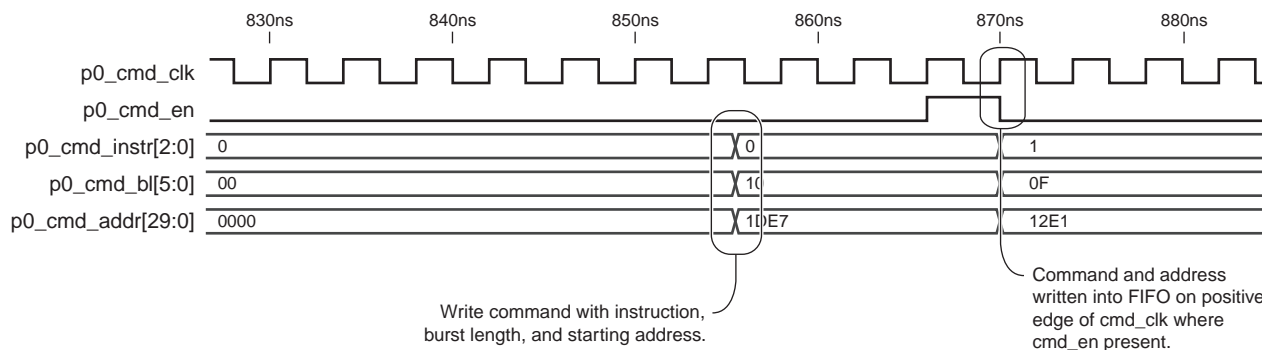 830ns 840ns 850ns 860ns 870ns 880ns
p0_cmd_clk
p0_cmd_en
p0_cmd_instr[2:0] 0 0 1
p0_cmd_bl[5:0] 00 10 0F
p0_cmd_addr[29:0] 0000 1DE7 12E1
Write command with instruction,
burst length, and starting address.
Command and address
written into FIFO on positive
edge of cmd_clk where
cmd_en present.